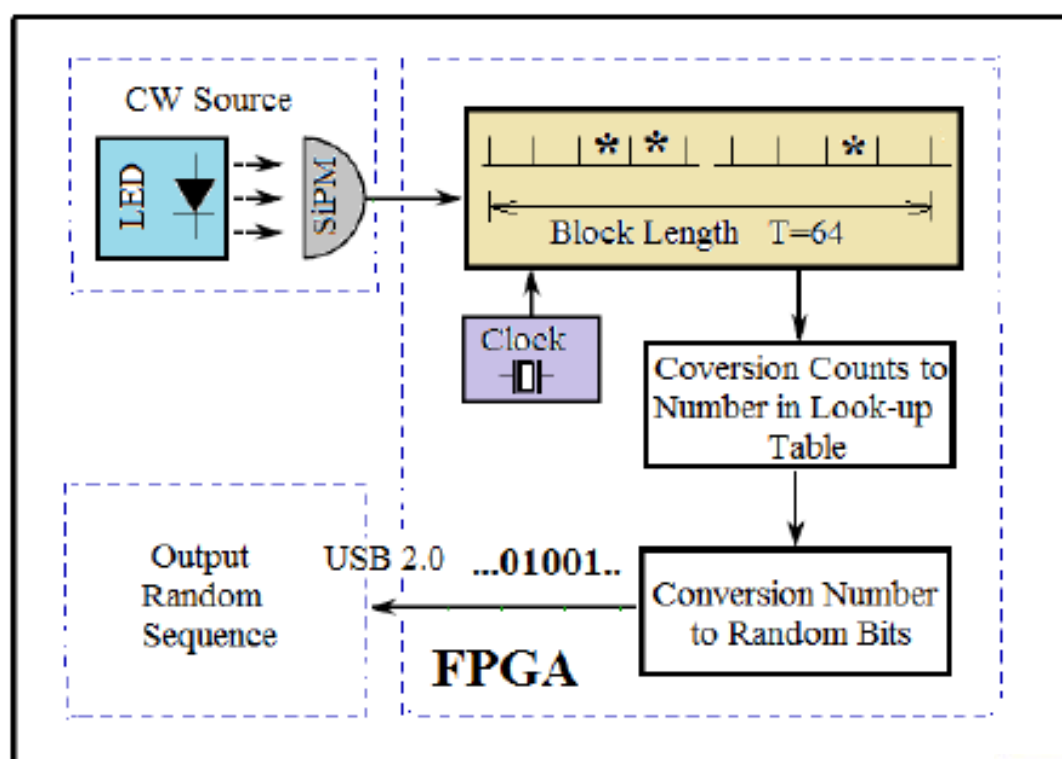 CW Source
LED
SiPM
* * *
Block Length T=64
Clock
Coversion Counts to
Number in Look-up
Table
Conversion Number
to Random Bits
USB 2.0 ...01001..
Output
Random
Sequence
FPGA